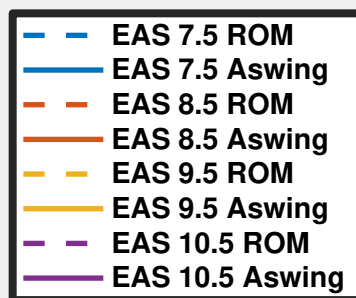 EAS 7.5 ROM
EAS 7.5 Aswing
EAS 8.5 ROM
EAS 8.5 Aswing
EAS 9.5 ROM
EAS 9.5 Aswing
EAS 10.5 ROM
EAS 10.5 Aswing